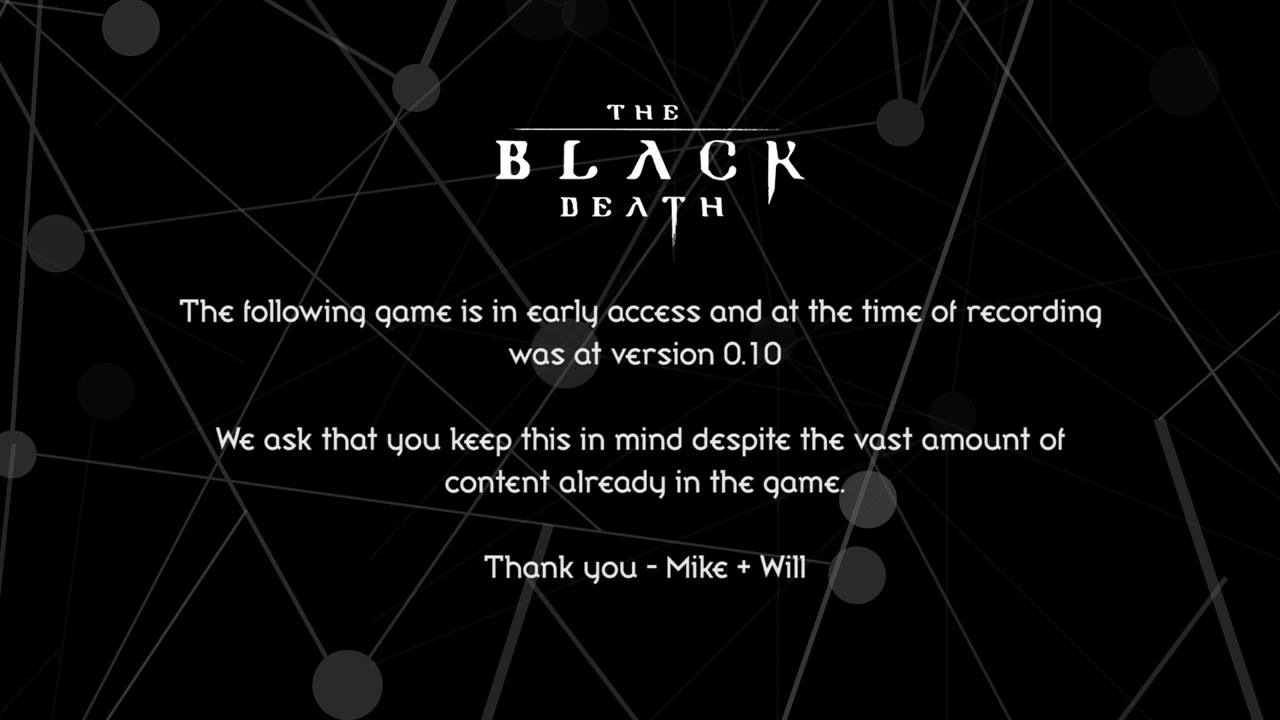 THE
BLACK
DEATH
The following game is in early access and at the time of recording
was at version 0.10
We ask that you keep this in mind despite the vast amount of
content already in the game.
Thank you - Mike + Will